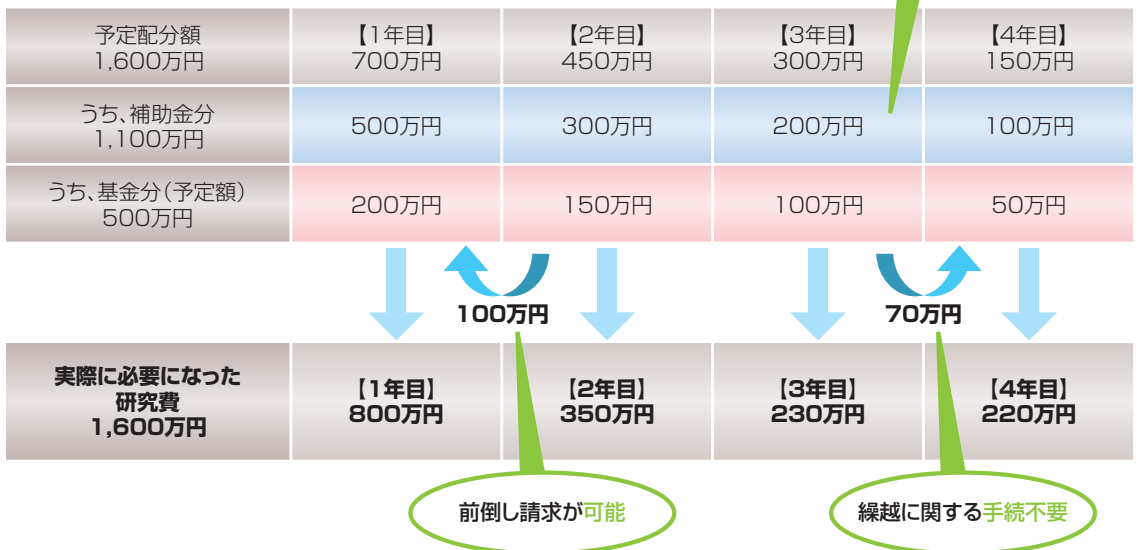 予定配分額
1,600万円
【1年目】
700万円
【2年目】
450万円
【3年目】
300万円
【4年目】
150万円
うち、補助金分
1,100万円
500万円
300万円
200万円
100万円
うち、基金分(予定額)
500万円
200万円
150万円
100万円
50万円
100万円
70万円
実際に必要になった
研究費
1,600万円
【1年目】
800万円
【2年目】
350万円
【3年目】
230万円
【4年目】
220万円
前倒し請求が可能
繰越に関する手続不要